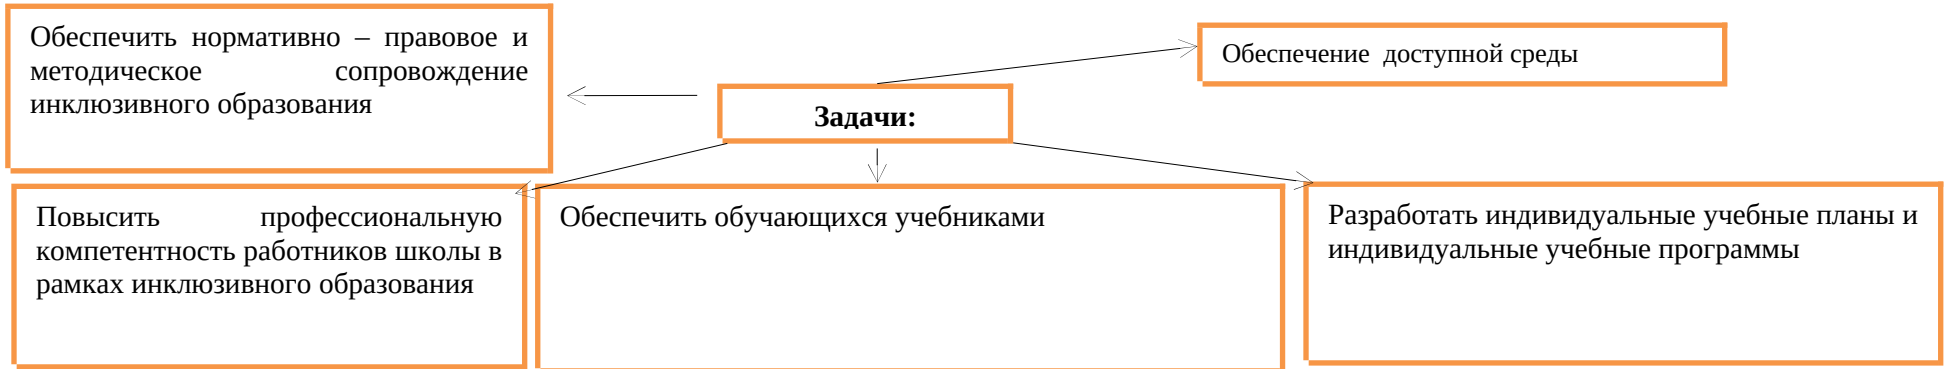 Обеспечить нормативно – правовое и
методическое сопровождение
инклюзивного образования
Обеспечение доступной среды
Задачи:
Повысить профессиональную
компетентность работников школы в
рамках инклюзивного образования
Обеспечить обучающихся учебниками
Разработать индивидуальные учебные планы и
индивидуальные учебные программы